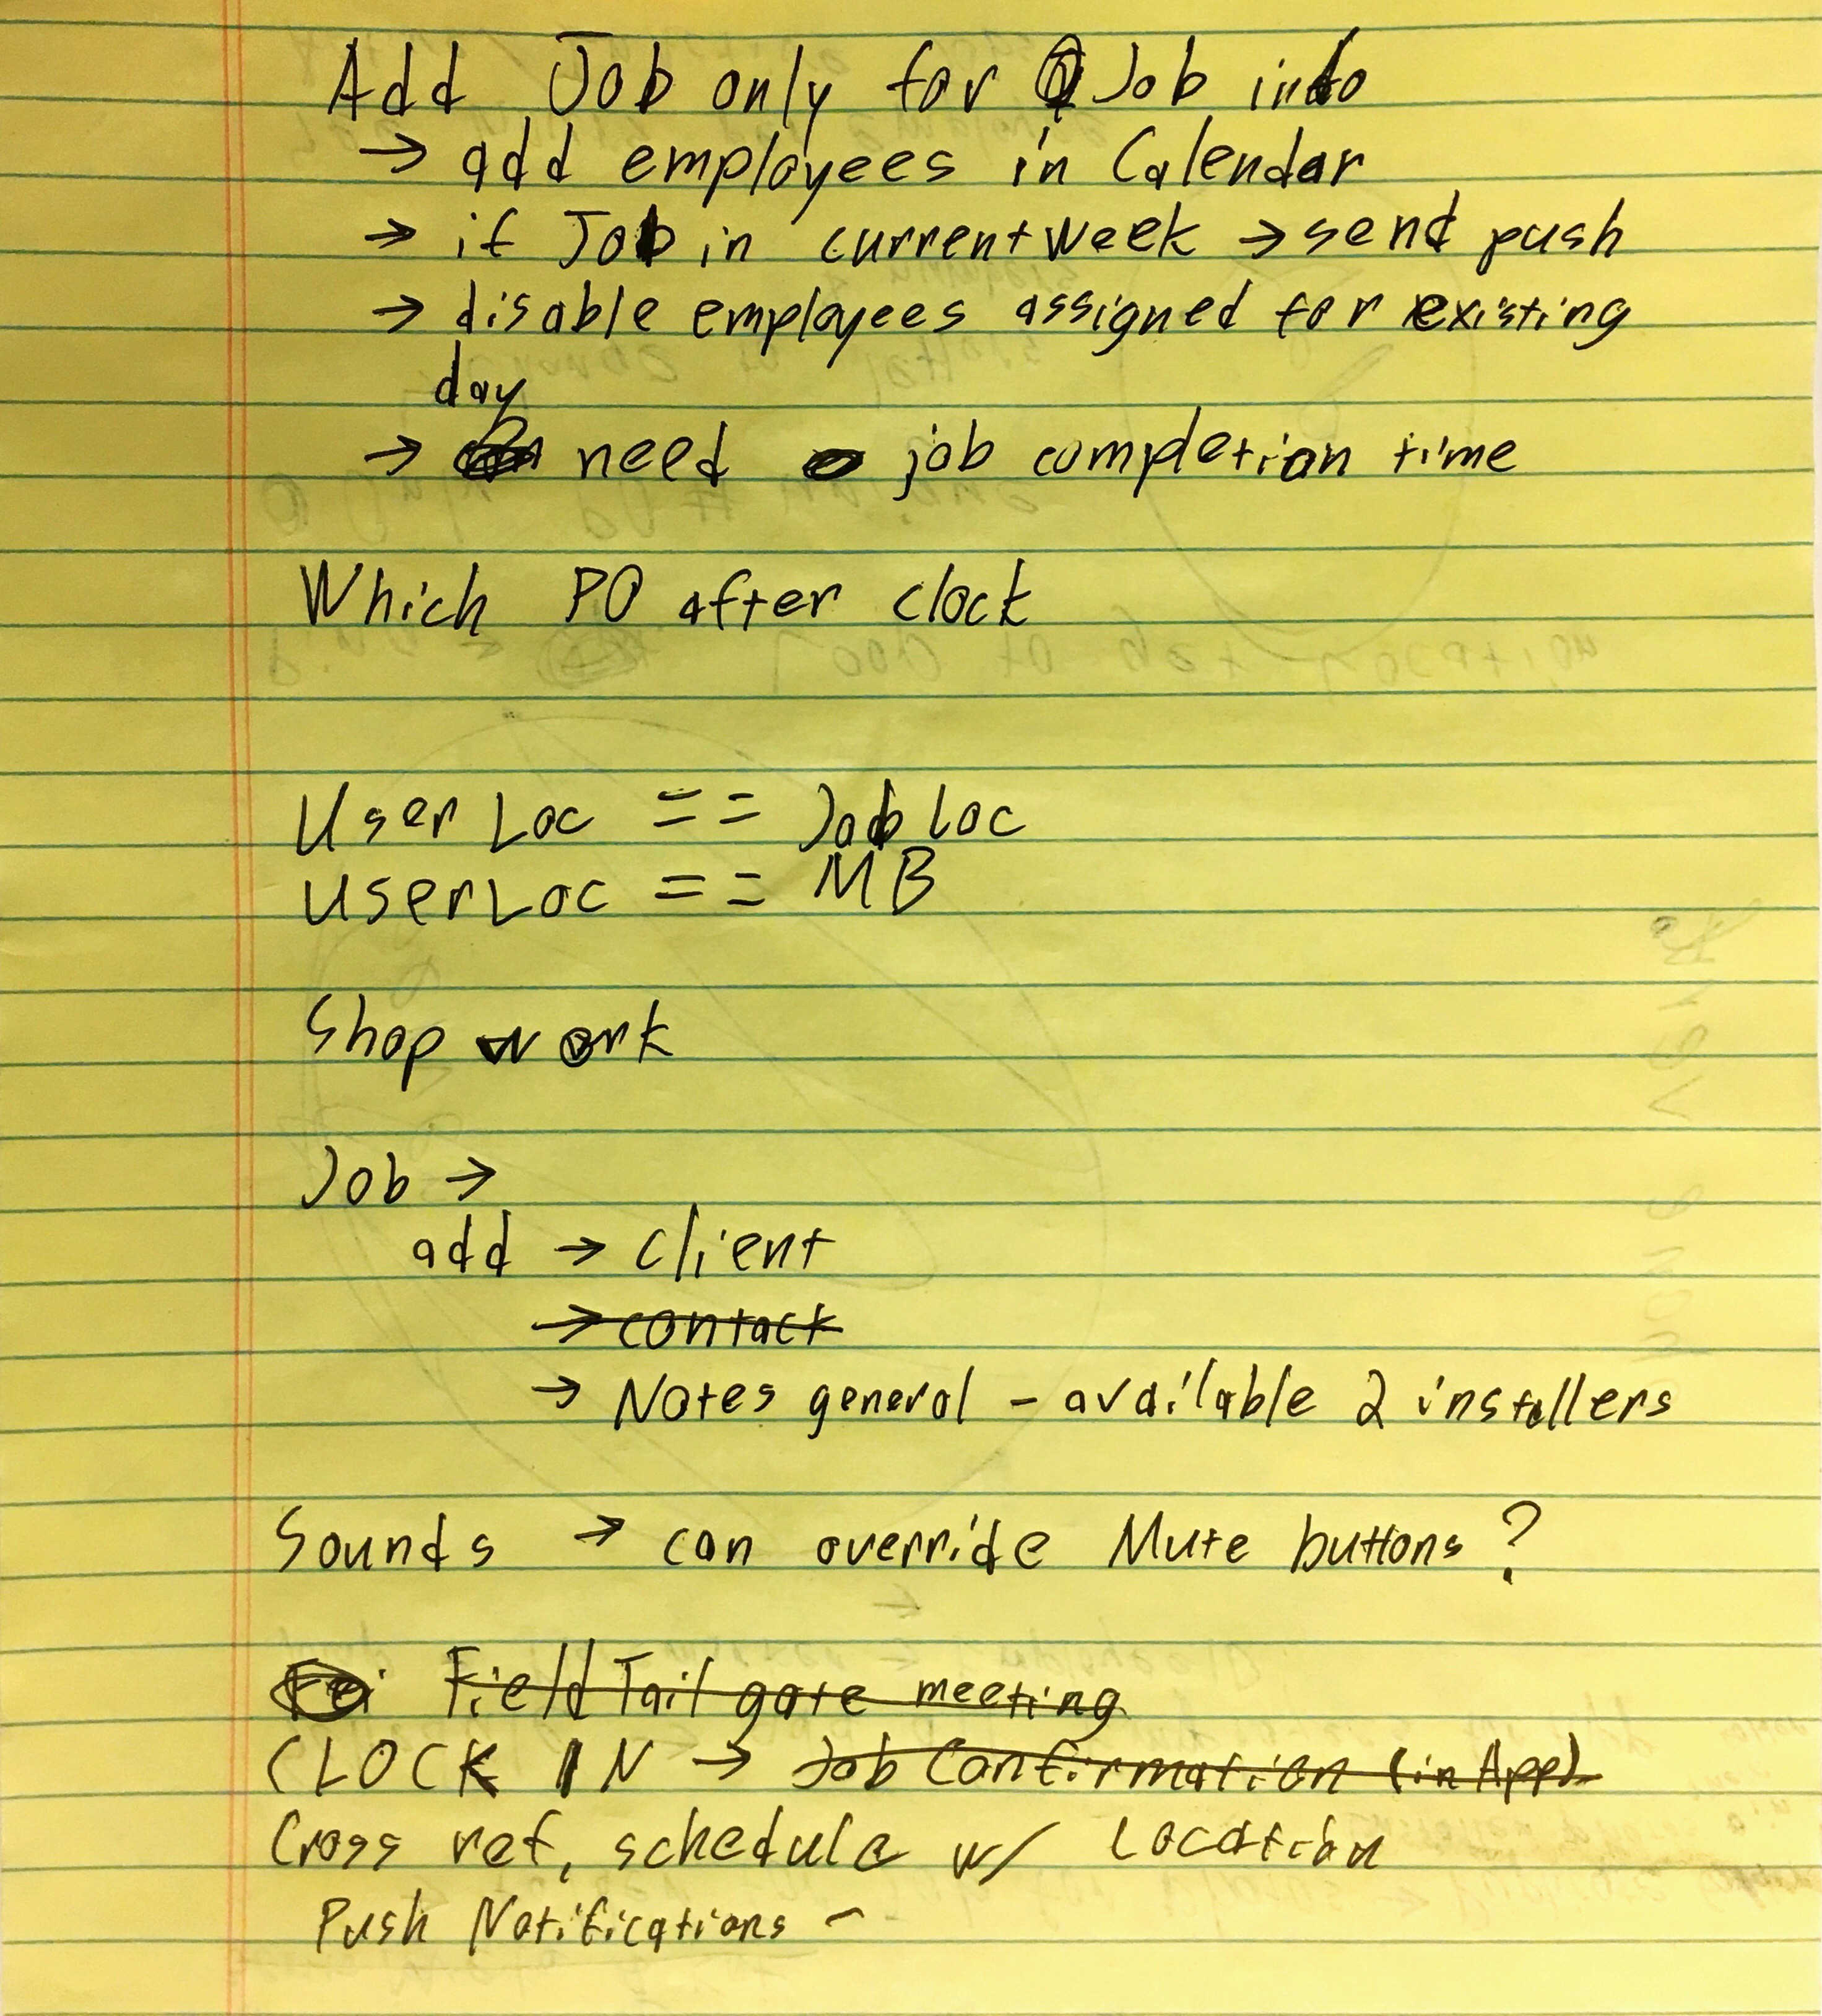 Add Job only for Job info
→ add employees in Calendar
→ if Job in current week → send push
→ disable employees assigned for existing
day
→ need job completion time
Which PO after clock
User Loc == Job Loc
User Loc == MB
Shop work
Job →
add → client
→ contact
→ Notes general - available 2 installers
Sounds → can override Mute buttons?
Field Tail gate meeting
CLOCK IN → Job Confirmation (in App)
Cross ref, schedule w/ Location
Push Notifications -